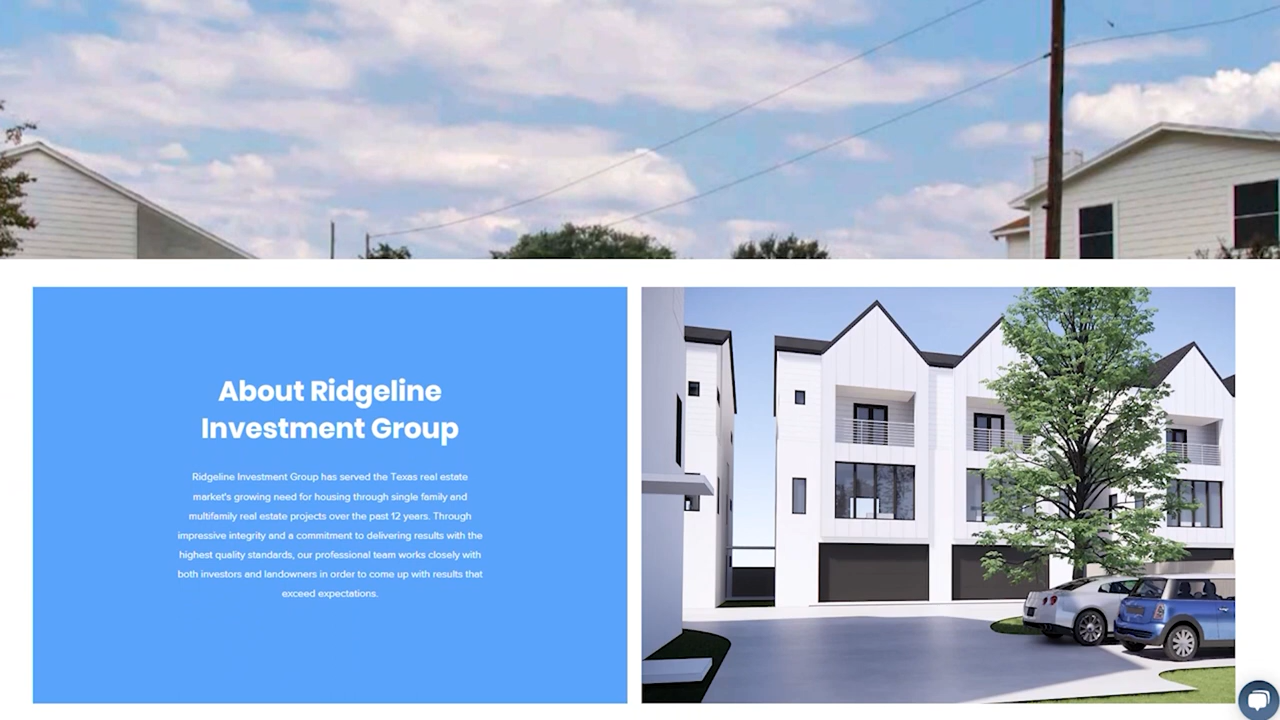 About Ridgeline
Investment Group
Ridgeline Investment Group has served the Texas real estate
market's growing need for housing through single family and
multifamily real estate projects over the past 12 years. Through
impressive integrity and a commitment to delivering results with the
highest quality standards, our professional team works closely with
both investors and landowners in order to come up with results that
exceed expectations.